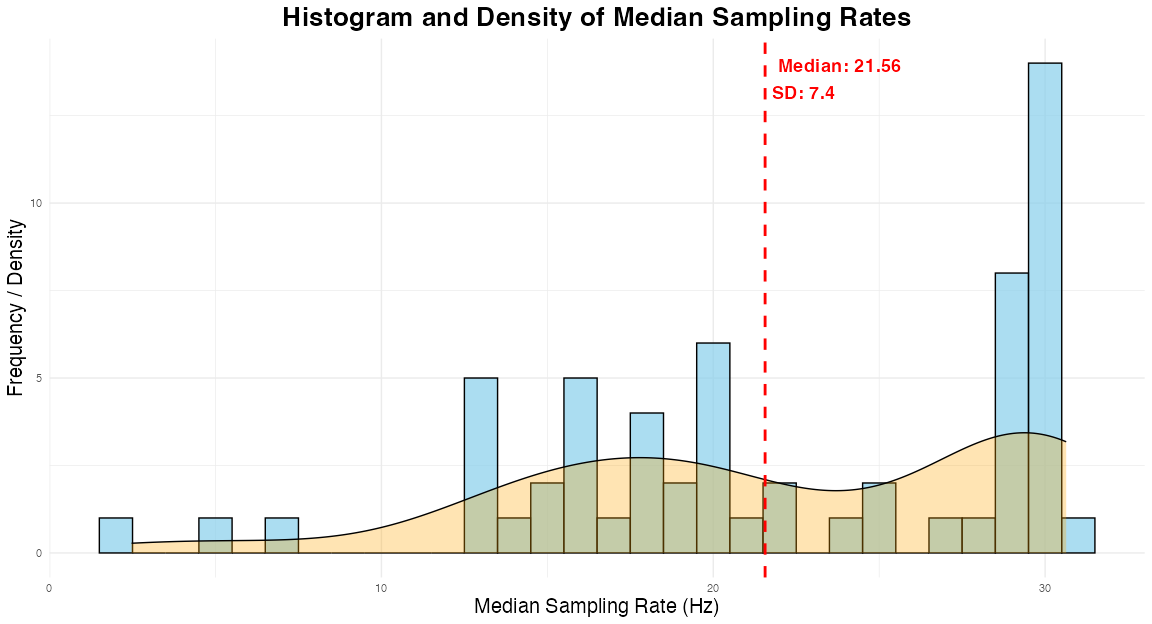 Histogram and Density of Median Sampling Rates
Median: 21.56
SD: 7.4
Frequency / Density
10
5
0
0 10 20 30
Median Sampling Rate (Hz)